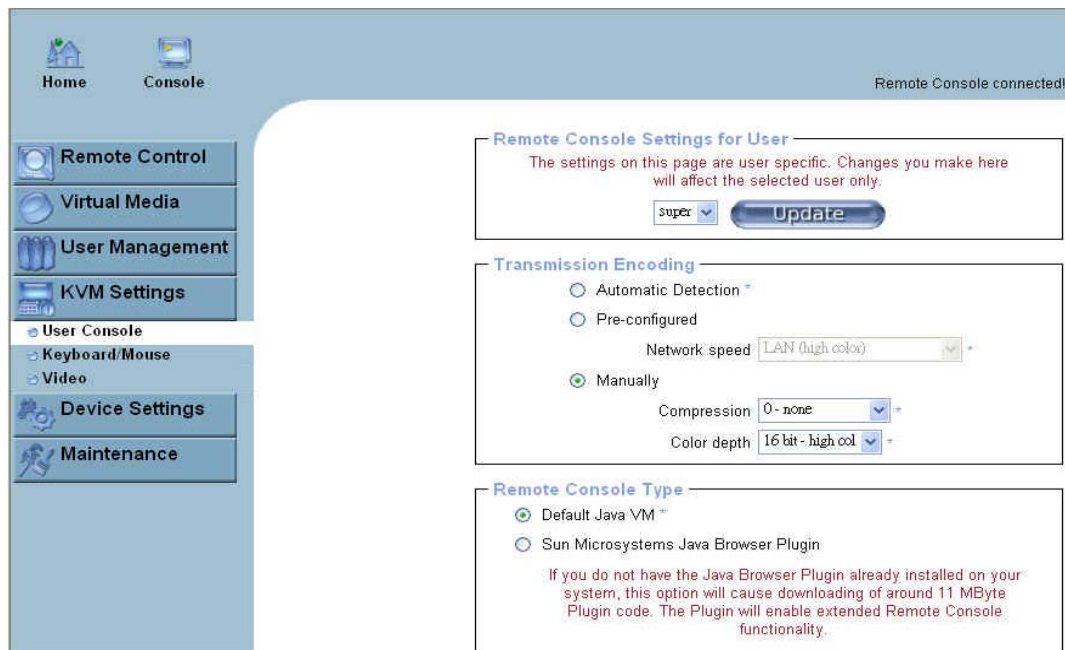 Home
Console
Remote Console connected!
Remote Control
Virtual Media
User Management
KVM Settings
User Console
Keyboard/Mouse
Video
Device Settings
Maintenance
Remote Console Settings for User
The settings on this page are user specific. Changes you make here
will affect the selected user only.
super
Update
Transmission Encoding
Automatic Detection *
Pre-configured
Network speed LAN (high color) *
Manually
Compression 0 - none *
Color depth 16 bit - high col *
Remote Console Type
Default Java VM *
Sun Microsystems Java Browser Plugin
If you do not have the Java Browser Plugin already installed on your
system, this option will cause downloading of around 11 MByte
Plugin code. The Plugin will enable extended Remote Console
functionality.